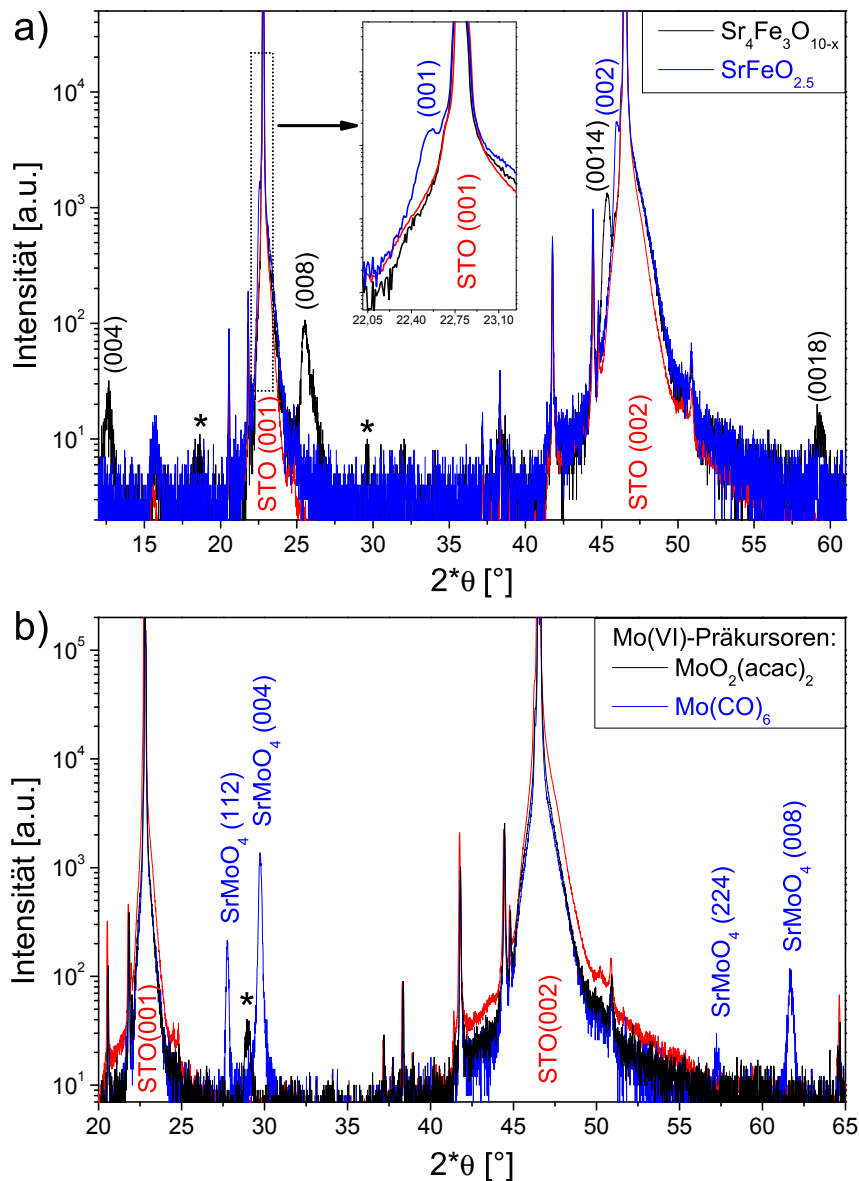 a)
Sr4Fe3O10-x
SrFeO2.5
(001)
STO (001)
22,05 22,40 22,75 23,10
(004)
*
STO (001)
(008)
*
(0014)
(002)
STO (002)
(0018)
10^4
10^3
10^2
10^1
Intensität [a.u.]
15 20 25 30 35 40 45 50 55 60
2*θ [°]
b)
Mo(VI)-Präkursoren:
MoO2(acac)2
Mo(CO)6
STO(001)
SrMoO4 (112)
*
SrMoO4 (004)
STO(002)
SrMoO4 (224)
SrMoO4 (008)
10^5
10^4
10^3
10^2
10^1
Intensität [a.u.]
20 25 30 35 40 45 50 55 60 65
2*θ [°]